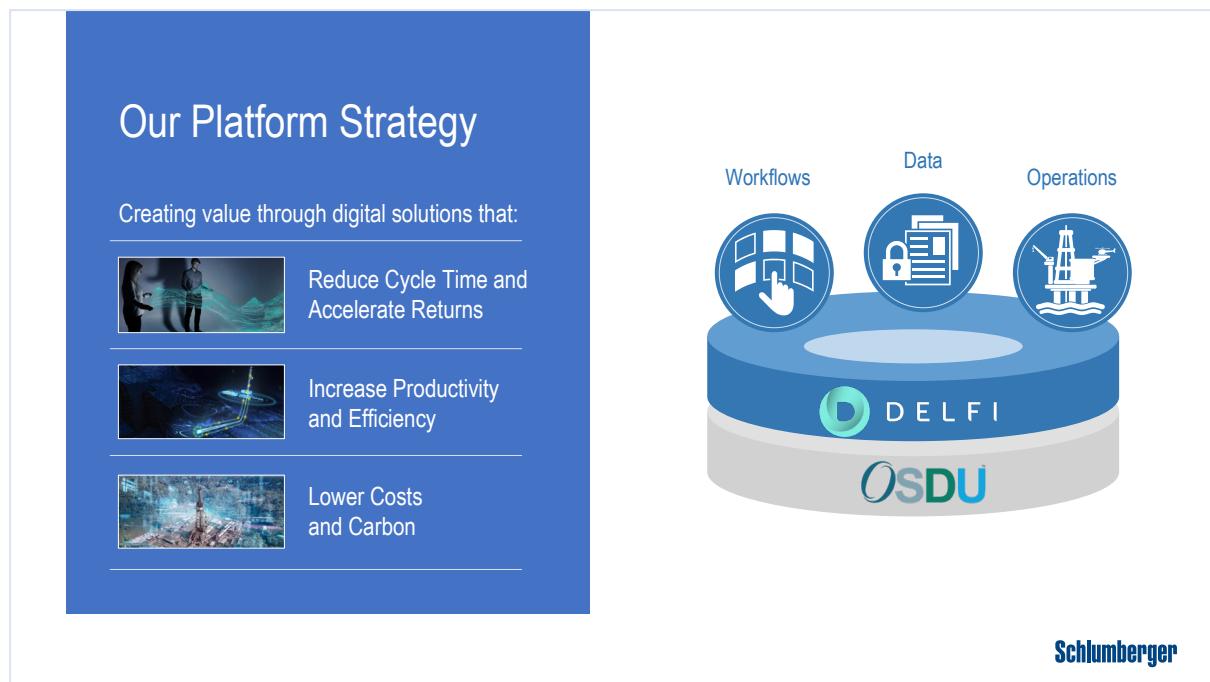 Our Platform Strategy
Creating value through digital solutions that:
Reduce Cycle Time and
Accelerate Returns
Increase Productivity
and Efficiency
Lower Costs
and Carbon
Workflows
Data
Operations
DELFI
OSDU
Schlumberger